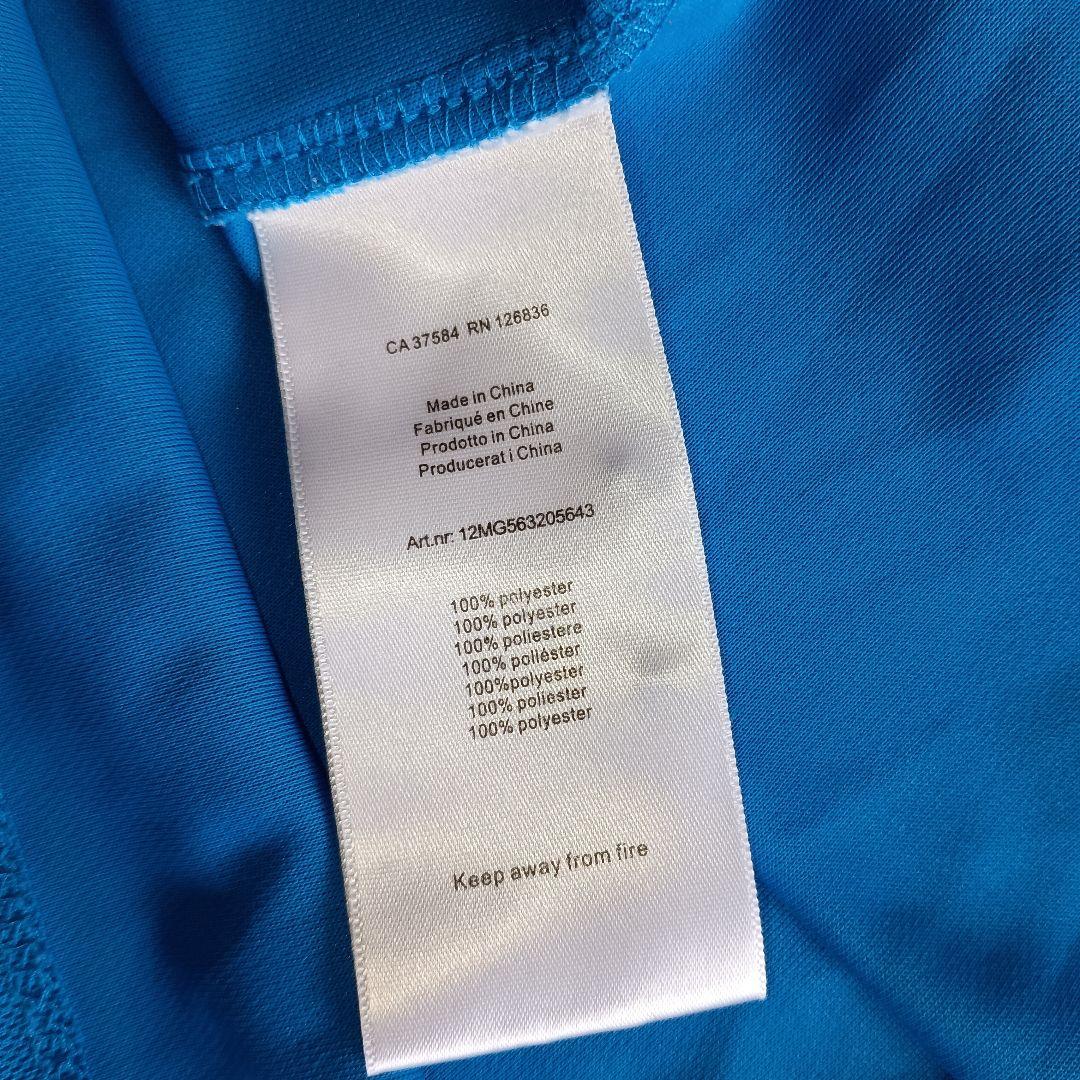 CA 37584 RN 126836
Made in China
Fabriqué en Chine
Prodotto in China
Producerat i China
Art.nr: 12MG563205643
100% polyester
100% polyester
100% poliestere
100% poliéster
100%polyester
100% poliester
100% polyester
Keep away from fire